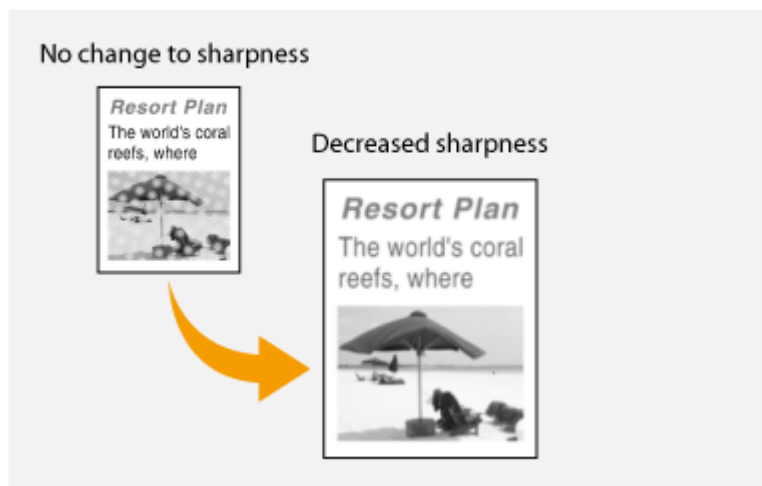 No change to sharpness
Resort Plan
The world's coral
reefs, where
Decreased sharpness
Resort Plan
The world's coral
reefs, where